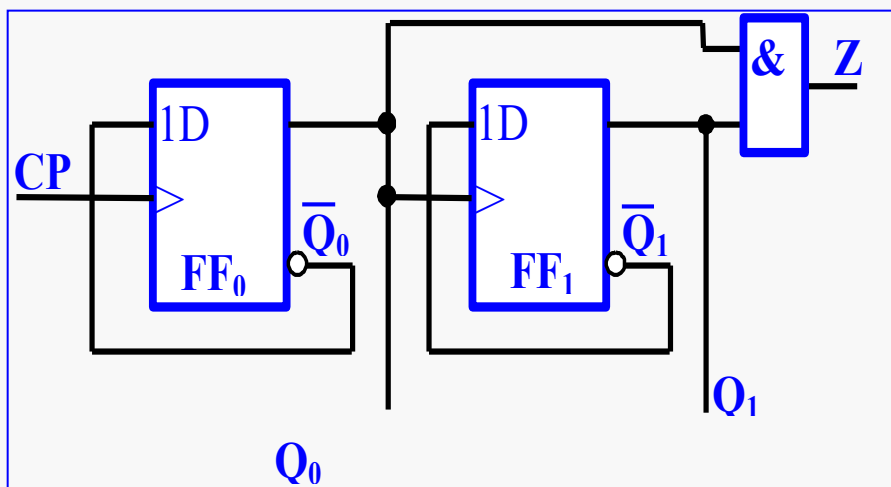 & Z
1D 1D
CP
Q̅₀ Q̅₁
FF₀ FF₁
Q₁
Q₀